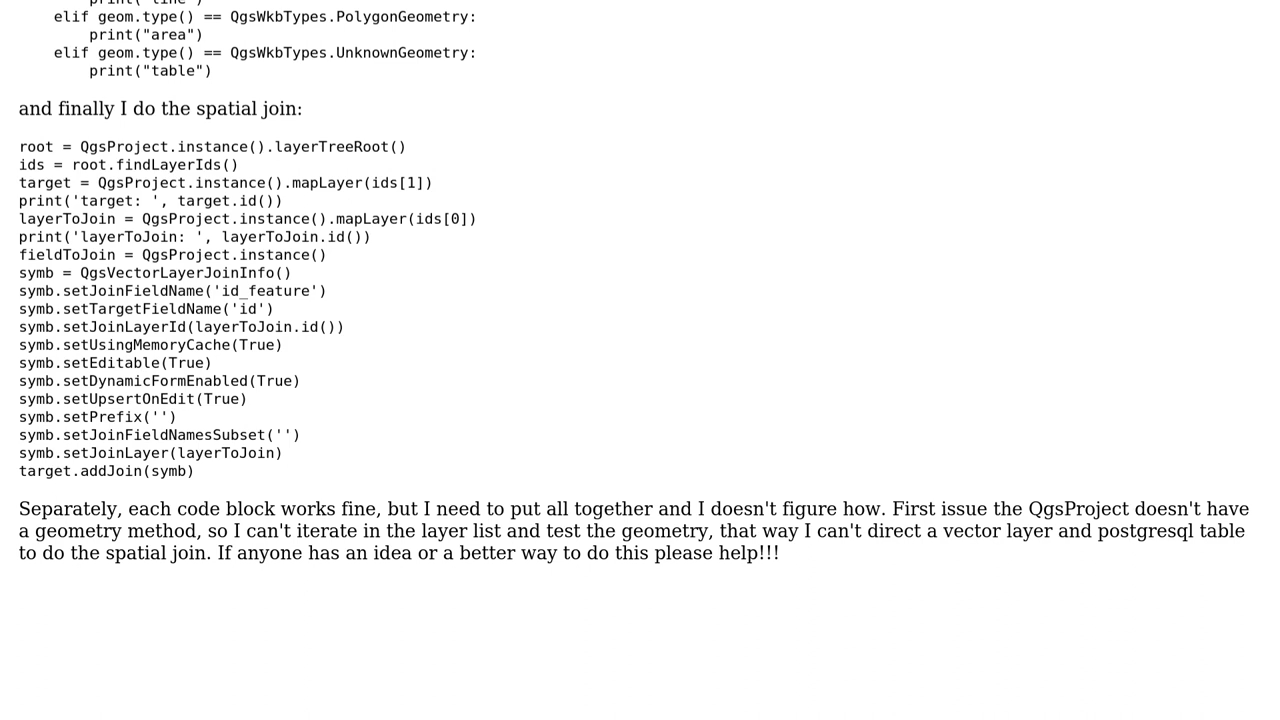 print("line")
elif geom.type() == QgsWkbTypes.PolygonGeometry:
print("area")
elif geom.type() == QgsWkbTypes.UnknownGeometry:
print("table")
and finally I do the spatial join:
root = QgsProject.instance().layerTreeRoot()
ids = root.findLayerIds()
target = QgsProject.instance().mapLayer(ids[1])
print('target: ', target.id())
layerToJoin = QgsProject.instance().mapLayer(ids[0])
print('layerToJoin: ', layerToJoin.id())
fieldToJoin = QgsProject.instance()
symb = QgsVectorLayerJoinInfo()
symb.setJoinFieldName('id_feature')
symb.setTargetFieldName('id')
symb.setJoinLayerId(layerToJoin.id())
symb.setUsingMemoryCache(True)
symb.setEditable(True)
symb.setDynamicFormEnabled(True)
symb.setUpsertOnEdit(True)
symb.setPrefix('')
symb.setJoinFieldNamesSubset('')
symb.setJoinLayer(layerToJoin)
target.addJoin(symb)
Separately, each code block works fine, but I need to put all together and I doesn't figure how. First issue the QgsProject doesn't have
a geometry method, so I can't iterate in the layer list and test the geometry, that way I can't direct a vector layer and postgresql table
to do the spatial join. If anyone has an idea or a better way to do this please help!!!